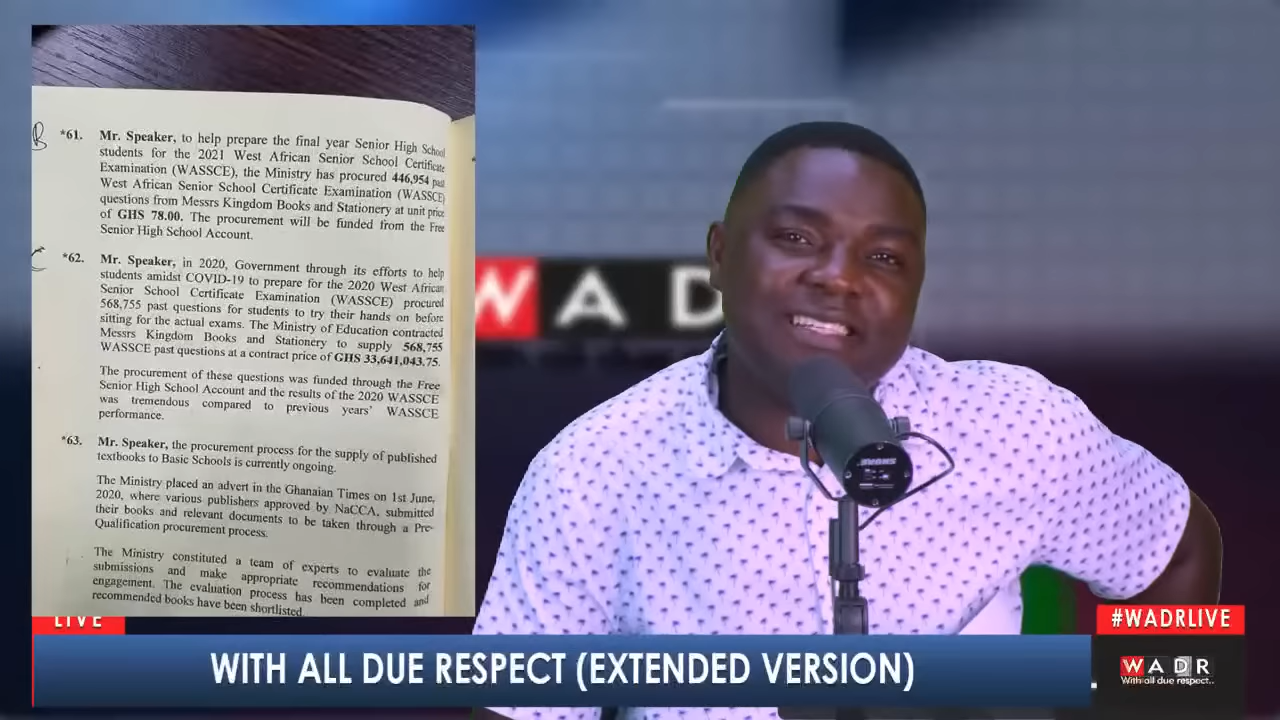 *61. Mr. Speaker, to help prepare the final year Senior High School
students for the 2021 West African Senior School Certificate
Examination (WASSCE), the Ministry has procured 446,954 past
West African Senior School Certificate Examination (WASSCE)
questions from Messrs Kingdom Books and Stationery at unit price
of GHS 78.00. The procurement will be funded from the Free
Senior High School Account.
*62. Mr. Speaker, in 2020, Government through its efforts to help
students amidst COVID-19 to prepare for the 2020 West African
Senior School Certificate Examination (WASSCE) procured
568,755 past questions for students to try their hands on before
sitting for the actual exams. The Ministry of Education contracted
Messrs Kingdom Books and Stationery to supply 568,755
WASSCE past questions at a contract price of GHS 33,641,043.75.
The procurement of these questions was funded through the Free
Senior High School Account and the results of the 2020 WASSCE
was tremendous compared to previous years' WASSCE
performance.
*63. Mr. Speaker, the procurement process for the supply of published
textbooks to Basic Schools is currently ongoing.
The Ministry placed an advert in the Ghanaian Times on 1st June,
2020, where various publishers approved by NaCCA, submitted
their books and relevant documents to be taken through a Pre-
Qualification procurement process.
The Ministry constituted a team of experts to evaluate the
submissions and make appropriate recommendations for
engagement. The evaluation process has been completed and
recommended books have been shortlisted.
WAD
SHURE
LIVE
#WADRLIVE
WITH ALL DUE RESPECT (EXTENDED VERSION)
WADR
With all due respect..